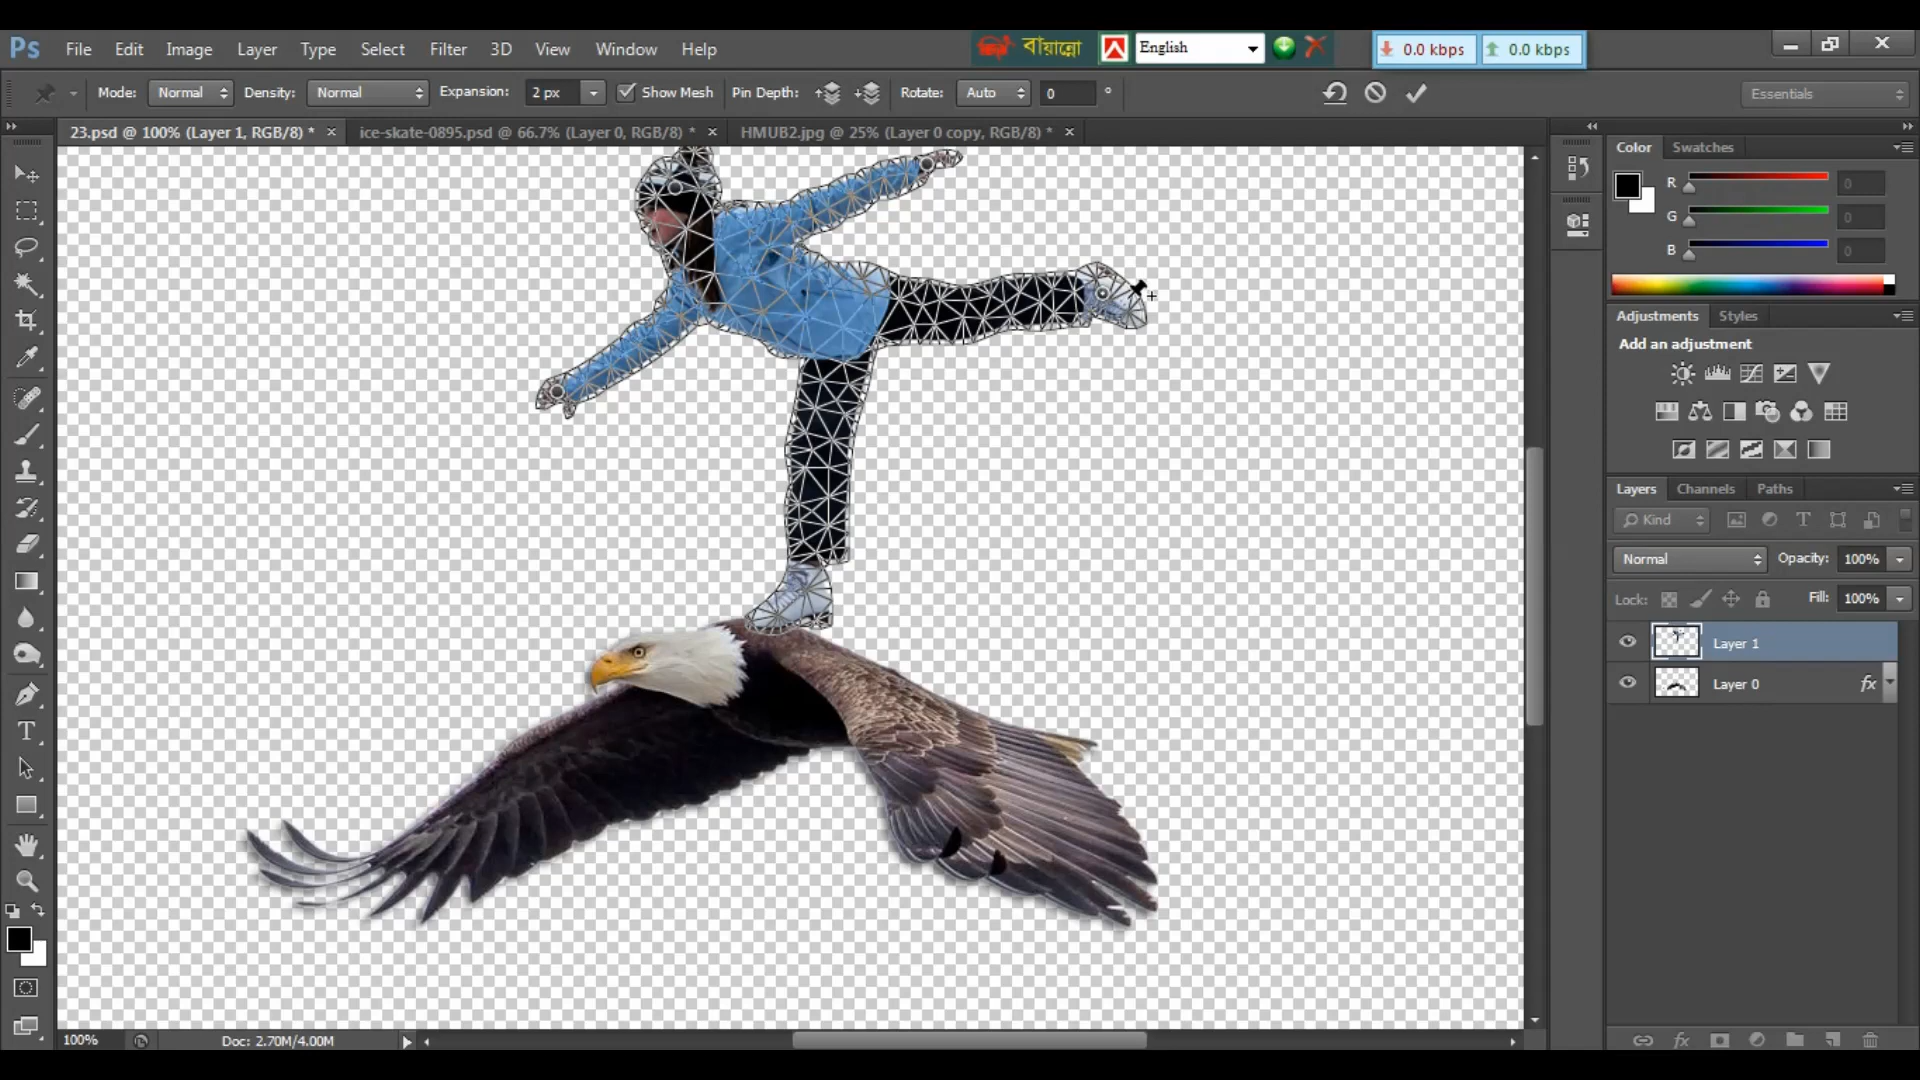 Ps File Edit Image Layer Type Select Filter 3D View Window Help বায়ান্নো English 0.0 kbps 0.0 kbps
Mode: Normal Density: Normal Expansion: 2 px Show Mesh Pin Depth: Rotate: Auto 0 ° Essentials
23.psd @ 100% (Layer 1, RGB/8) * × ice-skate-0895.psd @ 66.7% (Layer 0, RGB/8) * × HMUB2.jpg @ 25% (Layer 0 copy, RGB/8) * ×
Color Swatches
R 0
G 0
B 0
Adjustments Styles
Add an adjustment
Layers Channels Paths
Kind
Normal Opacity: 100%
Lock: Fill: 100%
Layer 1
Layer 0 fx
100% Doc: 2.70M/4.00M